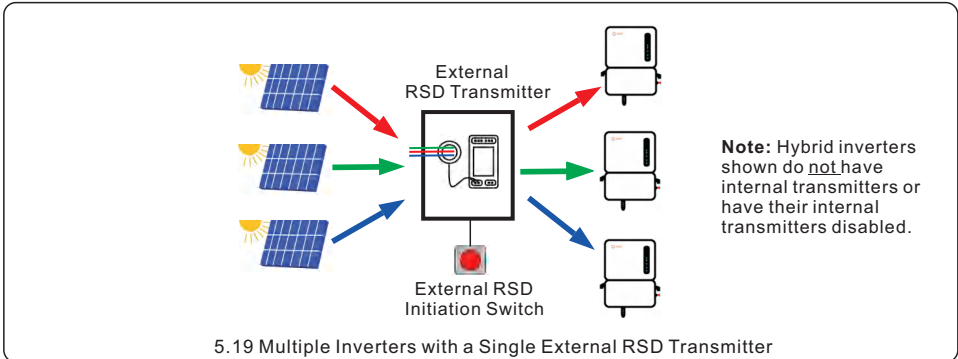 External
RSD Transmitter
Note: Hybrid inverters
shown do not have
internal transmitters or
have their internal
transmitters disabled.
External RSD
Initiation Switch
5.19 Multiple Inverters with a Single External RSD Transmitter